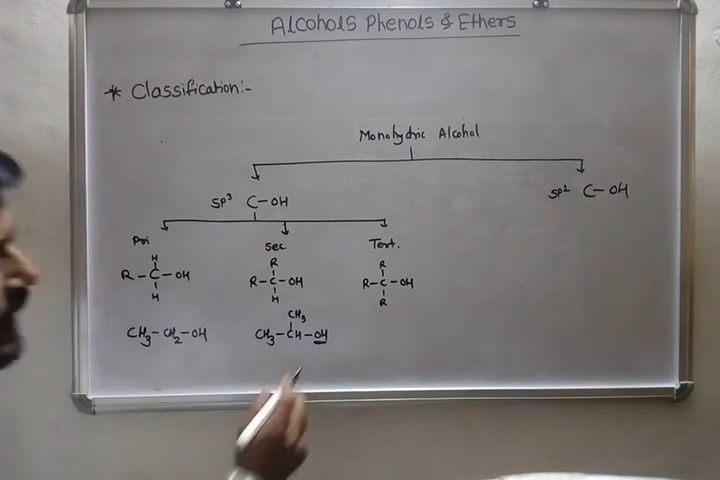 Alcohols Phenols & Ethers
* Classification:-
Monohydric Alcohol
SP³ C-OH
SP² C-OH
Pri
Sec
Tert.
H
R-C-OH
H
R
R-C-OH
H
R
R-C-OH
R
CH₃-CH₂-OH
CH₃
CH₃-CH-OH